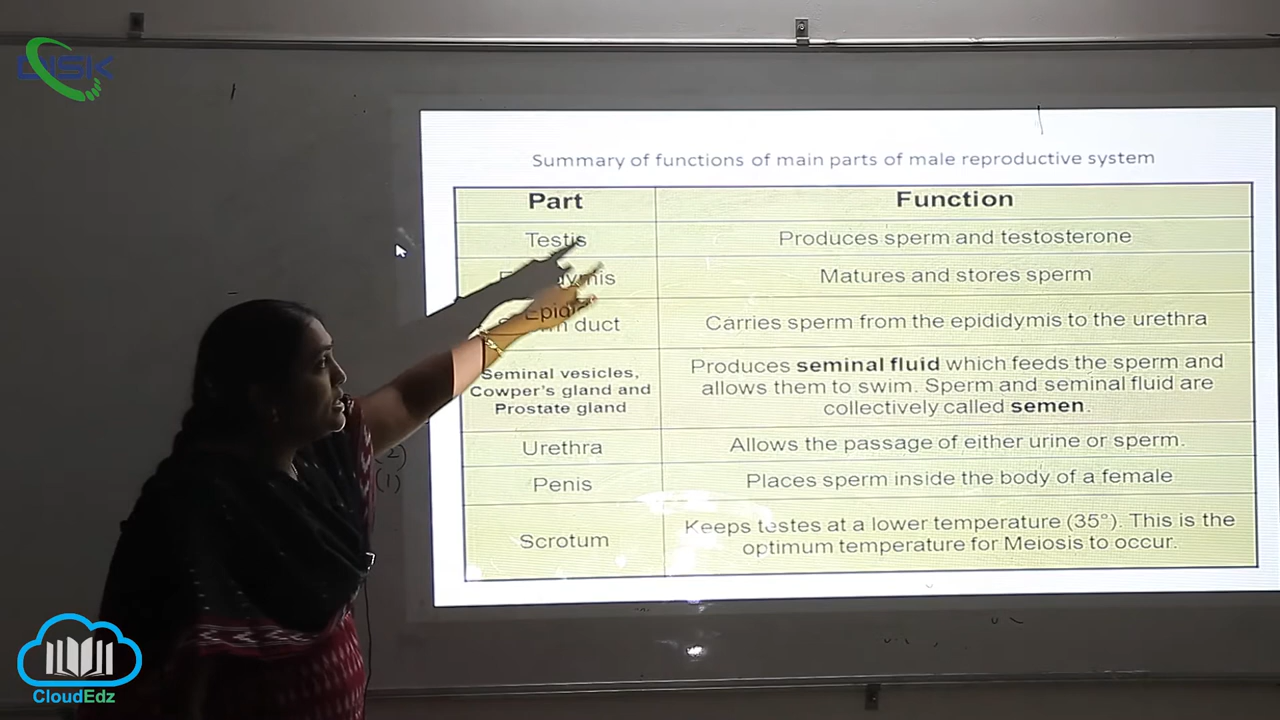 DISK
Summary of functions of main parts of male reproductive system
Part Function
Testis Produces sperm and testosterone
Matures and stores sperm
duct Carries sperm from the epididymis to the urethra
Seminal vesicles,
Cowper's gland and
Prostate gland
Produces seminal fluid which feeds the sperm and
allows them to swim. Sperm and seminal fluid are
collectively called semen.
Urethra Allows the passage of either urine or sperm.
Penis Places sperm inside the body of a female
Scrotum
Keeps testes at a lower temperature (35°). This is the
optimum temperature for Meiosis to occur.
(2)
(1)
CloudEdz